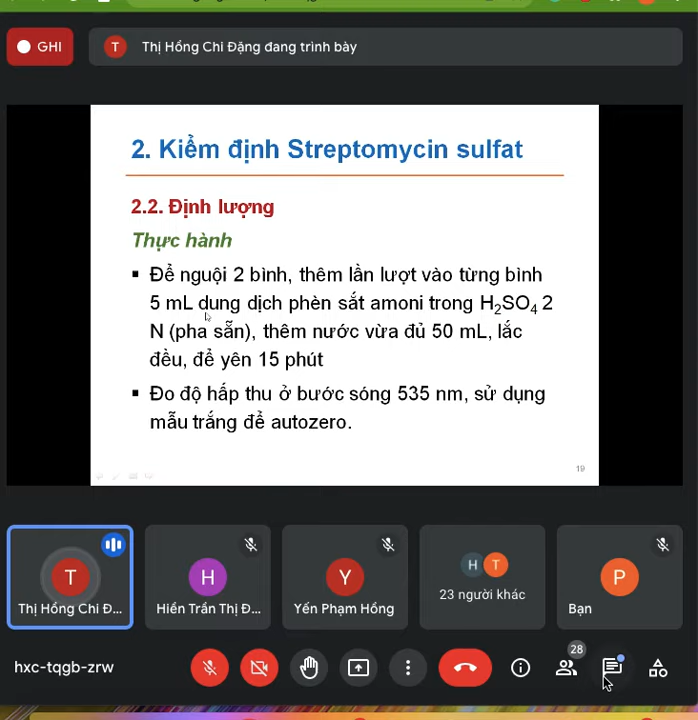 GHI
T
Thị Hồng Chi Đặng đang trình bày
2. Kiểm định Streptomycin sulfat
2.2. Định lượng
Thực hành
▪ Để nguội 2 bình, thêm lần lượt vào từng bình
5 mL dung dịch phèn sắt amoni trong H₂SO₄ 2
N (pha sẵn), thêm nước vừa đủ 50 mL, lắc
đều, để yên 15 phút
▪ Đo độ hấp thu ở bước sóng 535 nm, sử dụng
mẫu trắng để autozero.
19
T
Thị Hồng Chi Đ...
H
Hiền Trần Thị Đ...
Y
Yến Phạm Hồng
H T
23 người khác
P
Bạn
hxc-tqgb-zrw
28